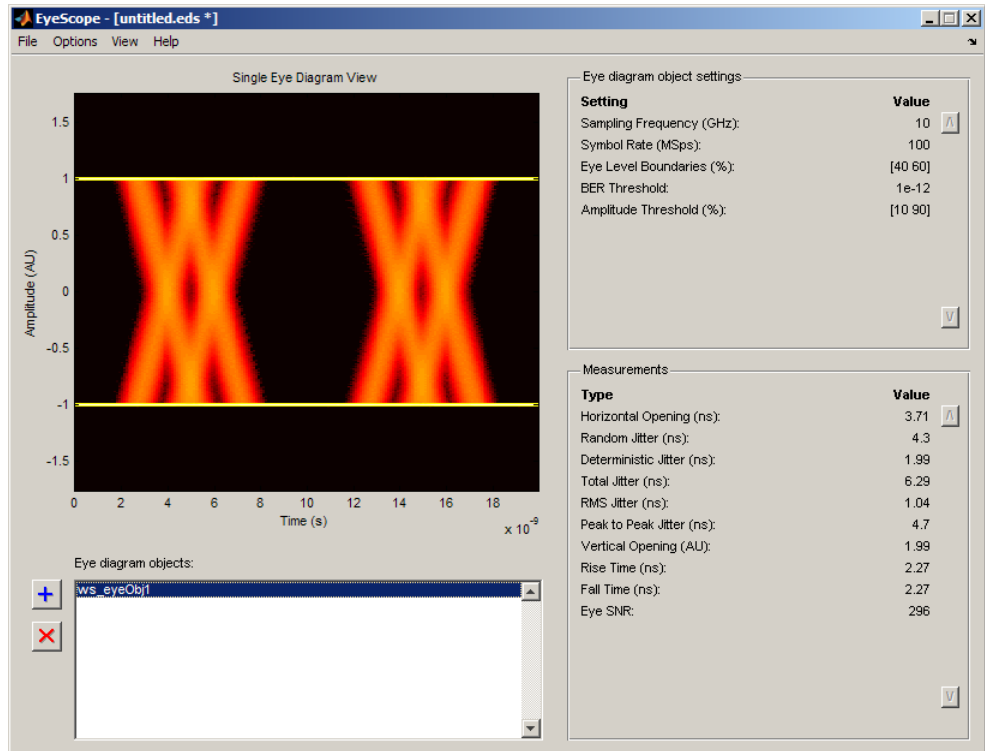 EyeScope - [untitled.eds *]
File Options View Help
Single Eye Diagram View
1.5
1
0.5
0
-0.5
-1
-1.5
Amplitude (AU)
0 2 4 6 8 10 12 14 16 18
Time (s)
x 10^-9
Eye diagram objects:
ws_eyeObj1
Eye diagram object settings
Setting Value
Sampling Frequency (GHz): 10
Symbol Rate (MSps): 100
Eye Level Boundaries (%): [40 60]
BER Threshold: 1e-12
Amplitude Threshold (%): [10 90]
Measurements
Type Value
Horizontal Opening (ns): 3.71
Random Jitter (ns): 4.3
Deterministic Jitter (ns): 1.99
Total Jitter (ns): 6.29
RMS Jitter (ns): 1.04
Peak to Peak Jitter (ns): 4.7
Vertical Opening (AU): 1.99
Rise Time (ns): 2.27
Fall Time (ns): 2.27
Eye SNR: 296